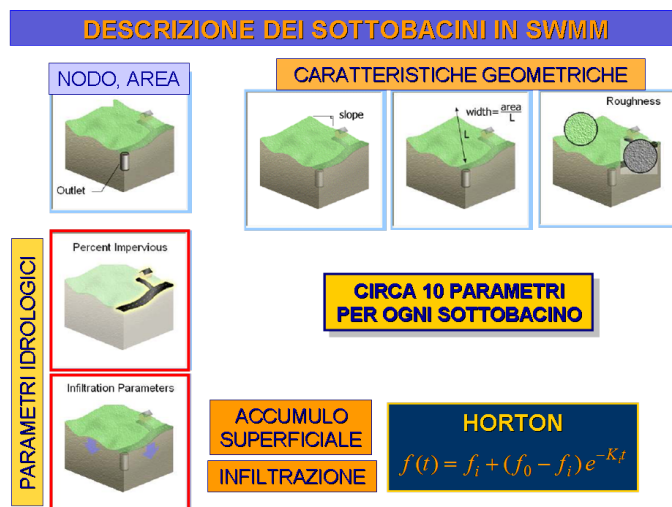 DESCRIZIONE DEI SOTTOBACINI IN SWMM
NODO, AREA
CARATTERISTICHE GEOMETRICHE
Outlet
slope
width=area/L
L
Roughness
PARAMETRI IDROLOGICI
Percent Impervious
CIRCA 10 PARAMETRI
PER OGNI SOTTOBACINO
Infiltration Parameters
ACCUMULO
SUPERFICIALE
INFILTRAZIONE
HORTON
f(t) = f_i + (f_0 − f_i) e^{−K_i t}